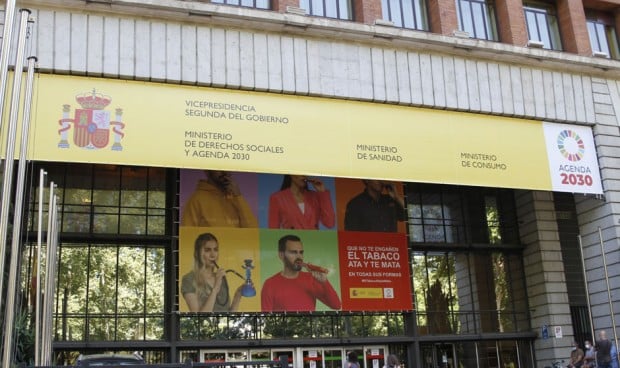 VICEPRESIDENCIA
SEGUNDA DEL GOBIERNO
MINISTERIO
DE DERECHOS SOCIALES
Y AGENDA 2030
MINISTERIO
DE SANIDAD
MINISTERIO
DE CONSUMO
AGENDA
2030
QUE NO TE ENGAÑEN
EL TABACO
ATA Y TE MATA
EN TODAS SUS FORMAS